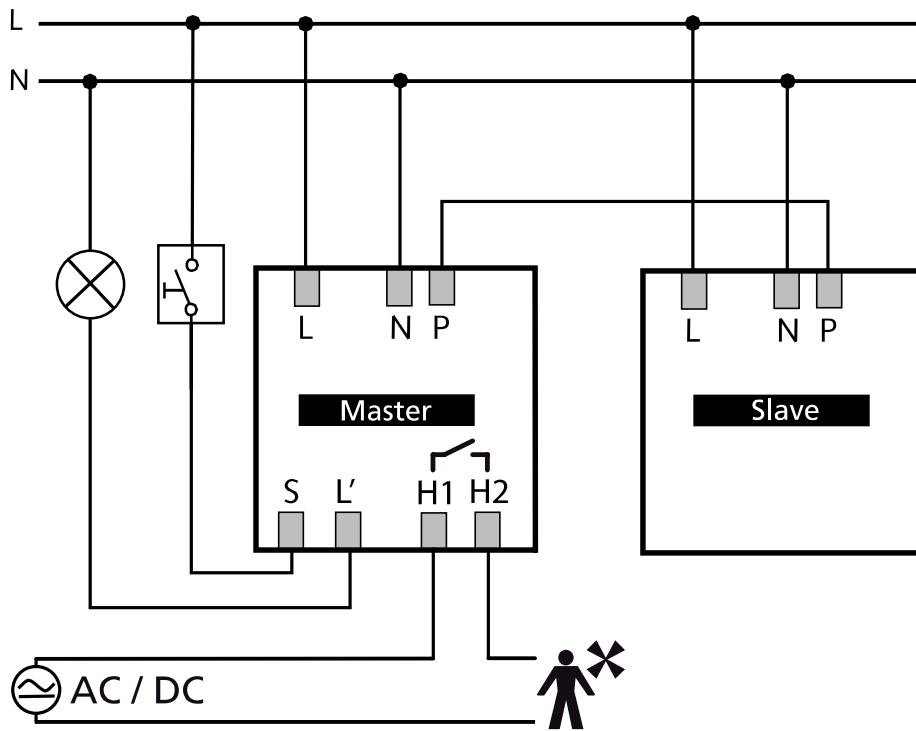 L
N
L N P
L N P
Master
Slave
S L′ H1 H2
AC / DC